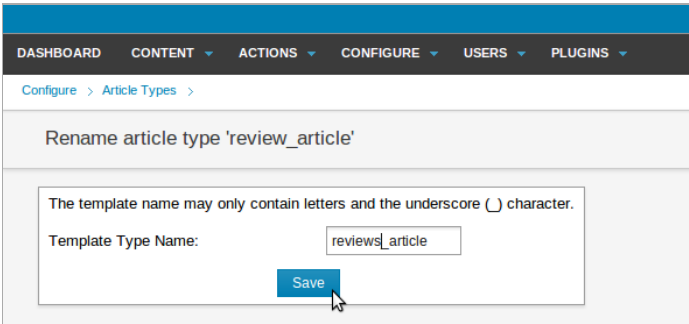 DASHBOARD CONTENT ACTIONS CONFIGURE USERS PLUGINS
Configure > Article Types >
Rename article type 'review_article'
The template name may only contain letters and the underscore (_) character.
Template Type Name: reviews_article
Save